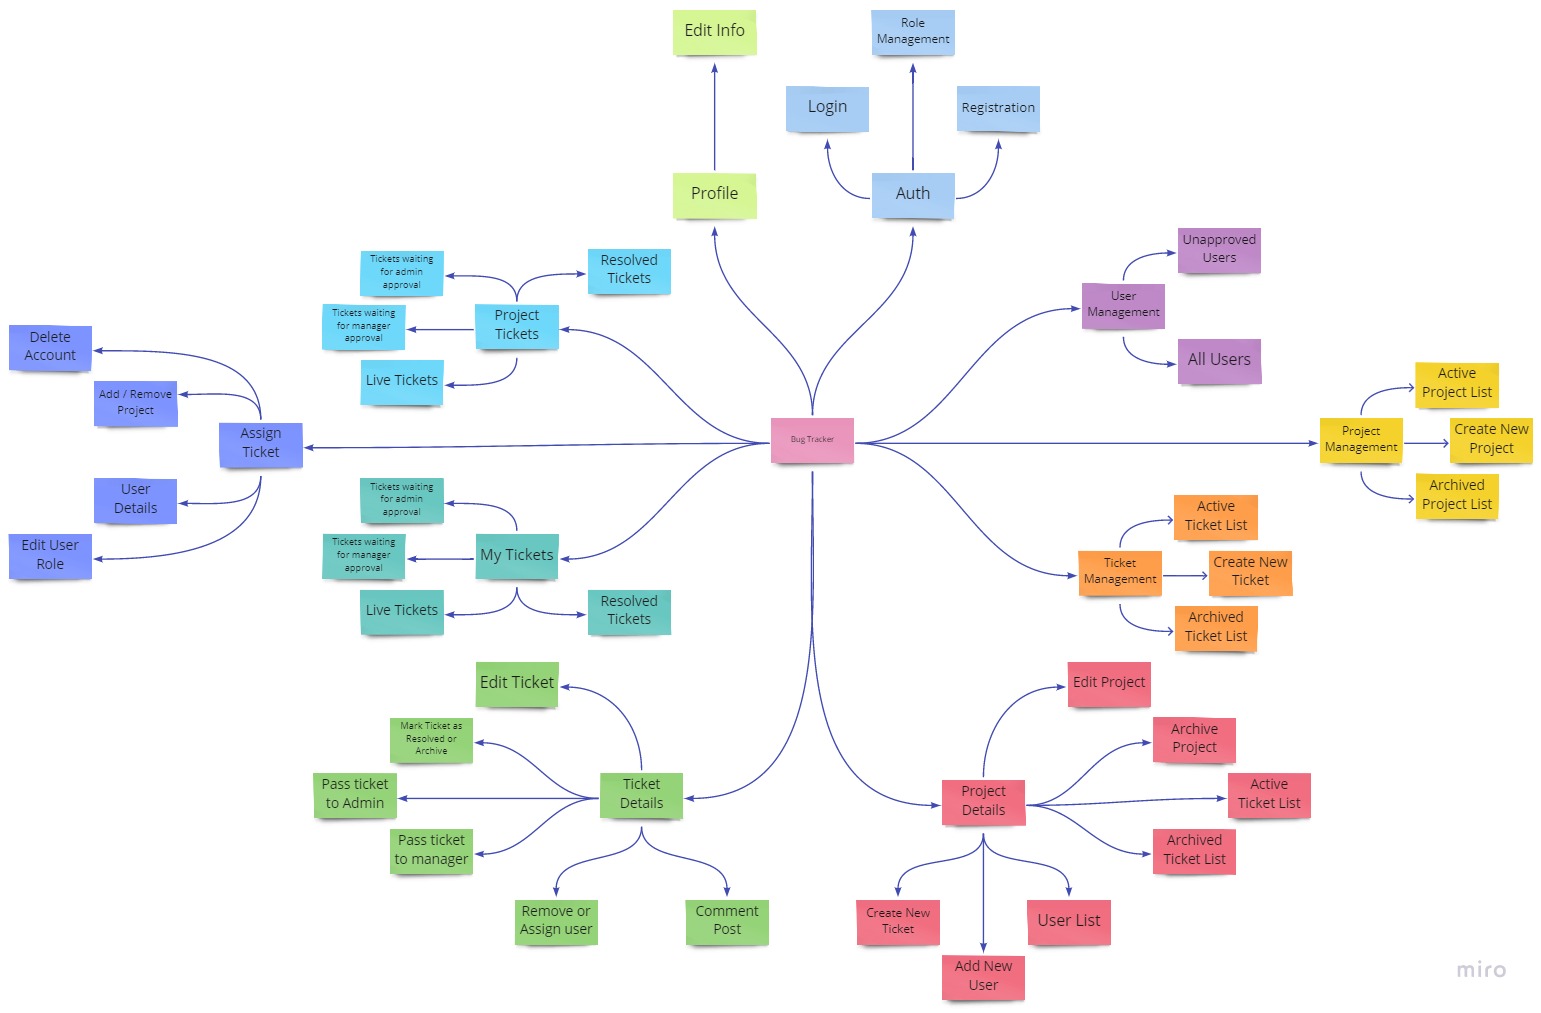 Edit Info
Role
Management
Login
Registration
Profile
Auth
Unapproved
Users
User
Management
All Users
Tickets waiting
for admin
approval
Resolved
Tickets
Tickets waiting
for manager
approval
Project
Tickets
Live Tickets
Delete
Account
Add / Remove
Project
Assign
Ticket
User
Details
Edit User
Role
Bug Tracker
Active
Project List
Project
Management
Create New
Project
Archived
Project List
Tickets waiting
for admin
approval
Tickets waiting
for manager
approval
My Tickets
Live Tickets
Resolved
Tickets
Active
Ticket List
Ticket
Management
Create New
Ticket
Archived
Ticket List
Edit Ticket
Mark Ticket as
Resolved or
Archive
Pass ticket
to Admin
Ticket
Details
Pass ticket
to manager
Remove or
Assign user
Comment
Post
Edit Project
Archive
Project
Project
Details
Active
Ticket List
Archived
Ticket List
Create New
Ticket
User List
Add New
User
miro